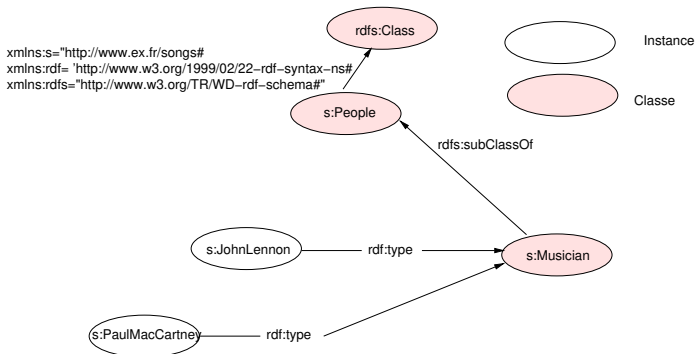 rdfs:Class
Instance
xmlns:s="http://www.ex.fr/songs#
xmlns:rdf= 'http://www.w3.org/1999/02/22-rdf-syntax-ns#
xmlns:rdfs="http://www.w3.org/TR/WD-rdf-schema#"
Classe
s:People
rdfs:subClassOf
s:JohnLennon
rdf:type
s:Musician
s:PaulMacCartney
rdf:type